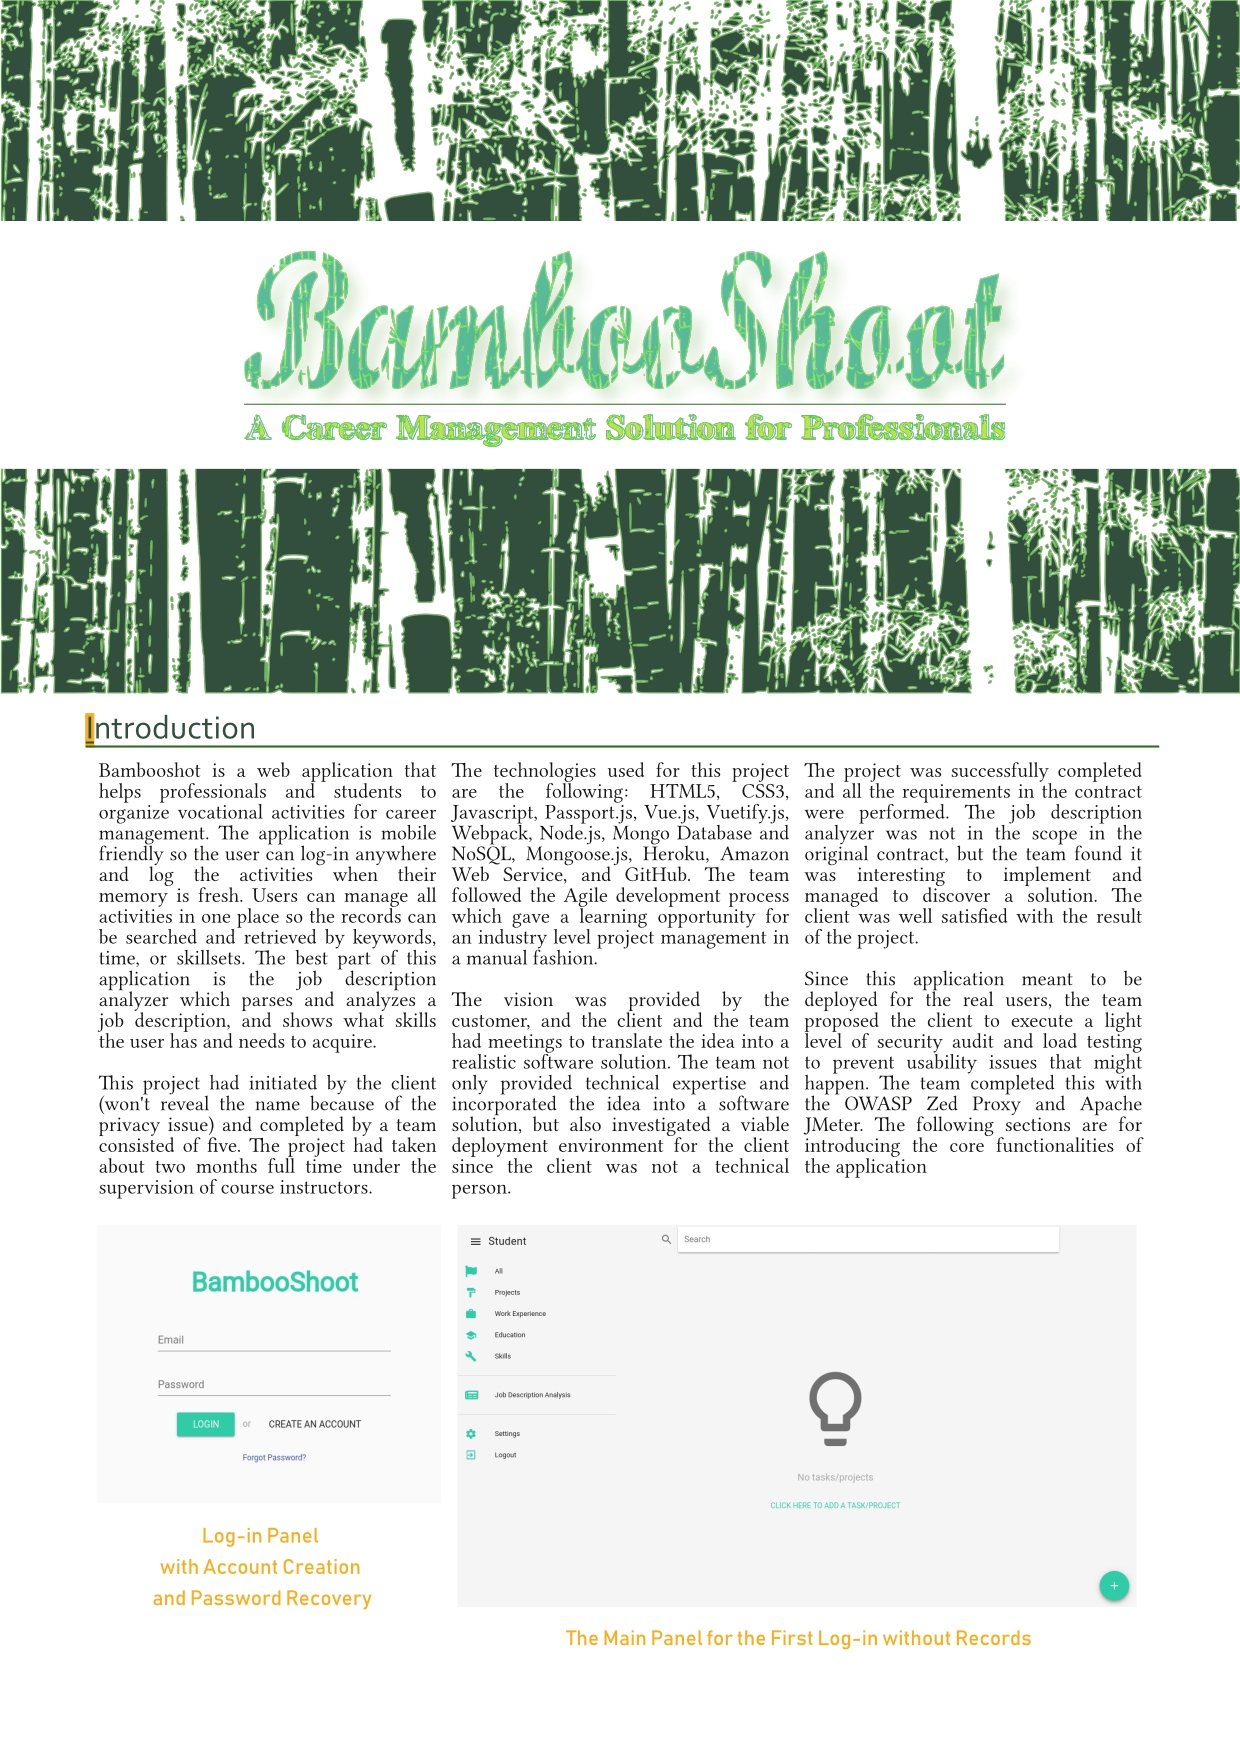 BambooShoot
A Career Management Solution for Professionals
Introduction
Bambooshot is a web application that
helps professionals and students to
organize vocational activities for career
management. The application is mobile
friendly so the user can log-in anywhere
and log the activities when their
memory is fresh. Users can manage all
activities in one place so the records can
be searched and retrieved by keywords,
time, or skillsets. The best part of this
application is the job description
analyzer which parses and analyzes a
job description, and shows what skills
the user has and needs to acquire.
This project had initiated by the client
(won't reveal the name because of the
privacy issue) and completed by a team
consisted of five. The project had taken
about two months full time under the
supervision of course instructors.
The technologies used for this project
are the following: HTML5, CSS3,
Javascript, Passport.js, Vue.js, Vuetify.js,
Webpack, Node.js, Mongo Database and
NoSQL, Mongoose.js, Heroku, Amazon
Web Service, and GitHub. The team
followed the Agile development process
which gave a learning opportunity for
an industry level project management in
a manual fashion.
The vision was provided by the
customer, and the client and the team
had meetings to translate the idea into a
realistic software solution. The team not
only provided technical expertise and
incorporated the idea into a software
solution, but also investigated a viable
deployment environment for the client
since the client was not a technical
person.
The project was successfully completed
and all the requirements in the contract
were performed. The job description
analyzer was not in the scope in the
original contract, but the team found it
was interesting to implement and
managed to discover a solution. The
client was well satisfied with the result
of the project.
Since this application meant to be
deployed for the real users, the team
proposed the client to execute a light
level of security audit and load testing
to prevent usability issues that might
happen. The team completed this with
the OWASP Zed Proxy and Apache
JMeter. The following sections are for
introducing the core functionalities of
the application
BambooShoot
Email
Password
LOGIN or CREATE AN ACCOUNT
Forgot Password?
Log-in Panel
with Account Creation
and Password Recovery
Student
Search
All
Projects
Work Experience
Education
Skills
Job Description Analysis
Settings
Logout
No tasks/projects
CLICK HERE TO ADD A TASK/PROJECT
+
The Main Panel for the First Log-in without Records